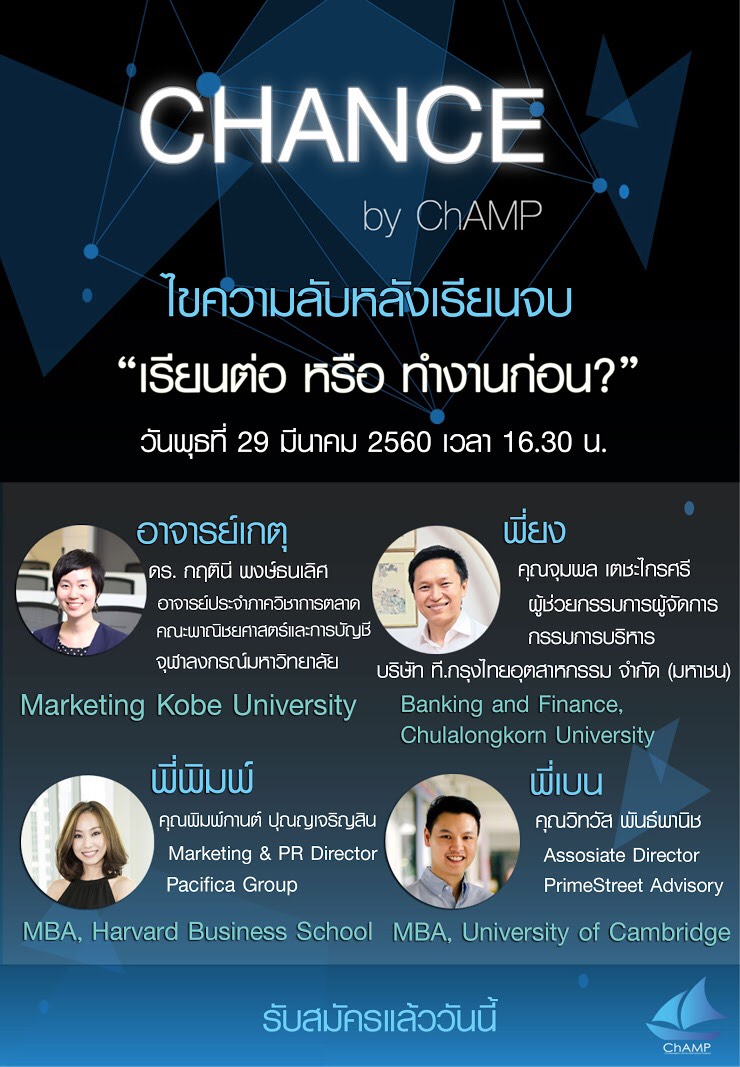 CHANCE
by ChAMP
ไขความลับหลังเรียนจบ
“เรียนต่อ หรือ ทำงานก่อน?”
วันพุธที่ 29 มีนาคม 2560 เวลา 16.30 น.
อาจารย์เกตุ
ดร. กฤตินี พงษ์ธนเลิศ
อาจารย์ประจำภาควิชาการตลาด
คณะพาณิชยศาสตร์และการบัญชี
จุฬาลงกรณ์มหาวิทยาลัย
Marketing Kobe University
พี่ยง
คุณจุมพล เตชะไกรศรี
ผู้ช่วยกรรมการผู้จัดการ
กรรมการบริหาร
บริษัท ที.กรุงไทยอุตสาหกรรม จำกัด (มหาชน)
Banking and Finance,
Chulalongkorn University
พี่พิมพ์
คุณพิมพ์กานต์ ปุณญเจริญสิน
Marketing & PR Director
Pacifica Group
MBA, Harvard Business School
พี่เบน
คุณวิทวัส พันธ์พานิช
Assosiate Director
PrimeStreet Advisory
MBA, University of Cambridge
รับสมัครแล้ววันนี้
ChAMP